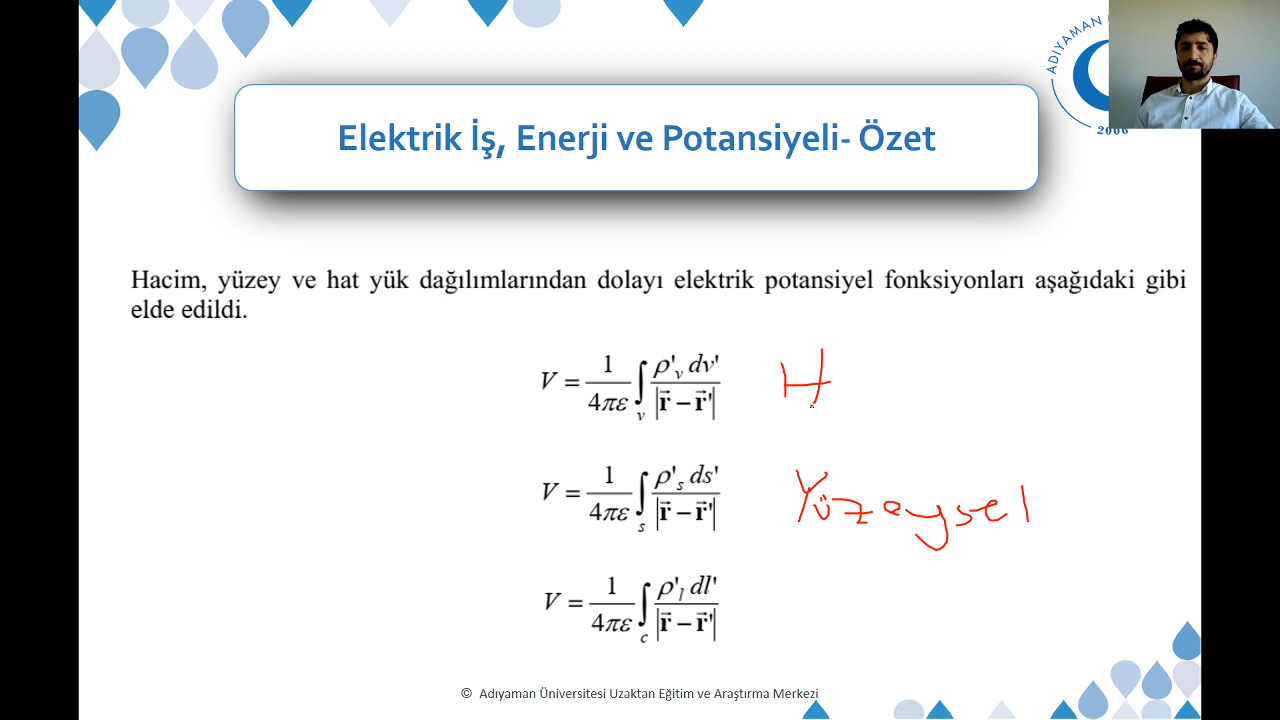 ADIYAMAN
2006
Elektrik İş, Enerji ve Potansiyeli- Özet
Hacim, yüzey ve hat yük dağılımlarından dolayı elektrik potansiyel fonksiyonları aşağıdaki gibi
elde edildi.
V = 1/4πε ∫v ρ'v dv' / |r⃗ − r⃗'| H
V = 1/4πε ∫s ρ's ds' / |r⃗ − r⃗'| Yüzeysel
V = 1/4πε ∫c ρ'l dl' / |r⃗ − r⃗'|
© Adıyaman Üniversitesi Uzaktan Eğitim ve Araştırma Merkezi